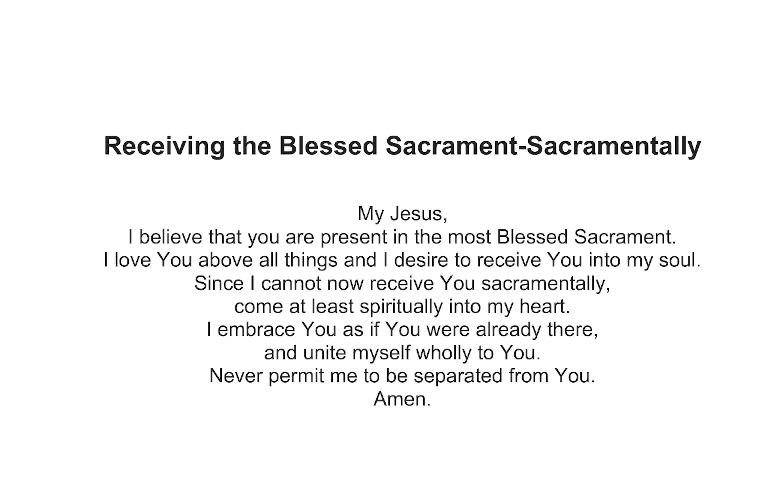 Receiving the Blessed Sacrament-Sacramentally
My Jesus,
I believe that you are present in the most Blessed Sacrament.
I love You above all things and I desire to receive You into my soul.
Since I cannot now receive You sacramentally,
come at least spiritually into my heart.
I embrace You as if You were already there,
and unite myself wholly to You.
Never permit me to be separated from You.
Amen.